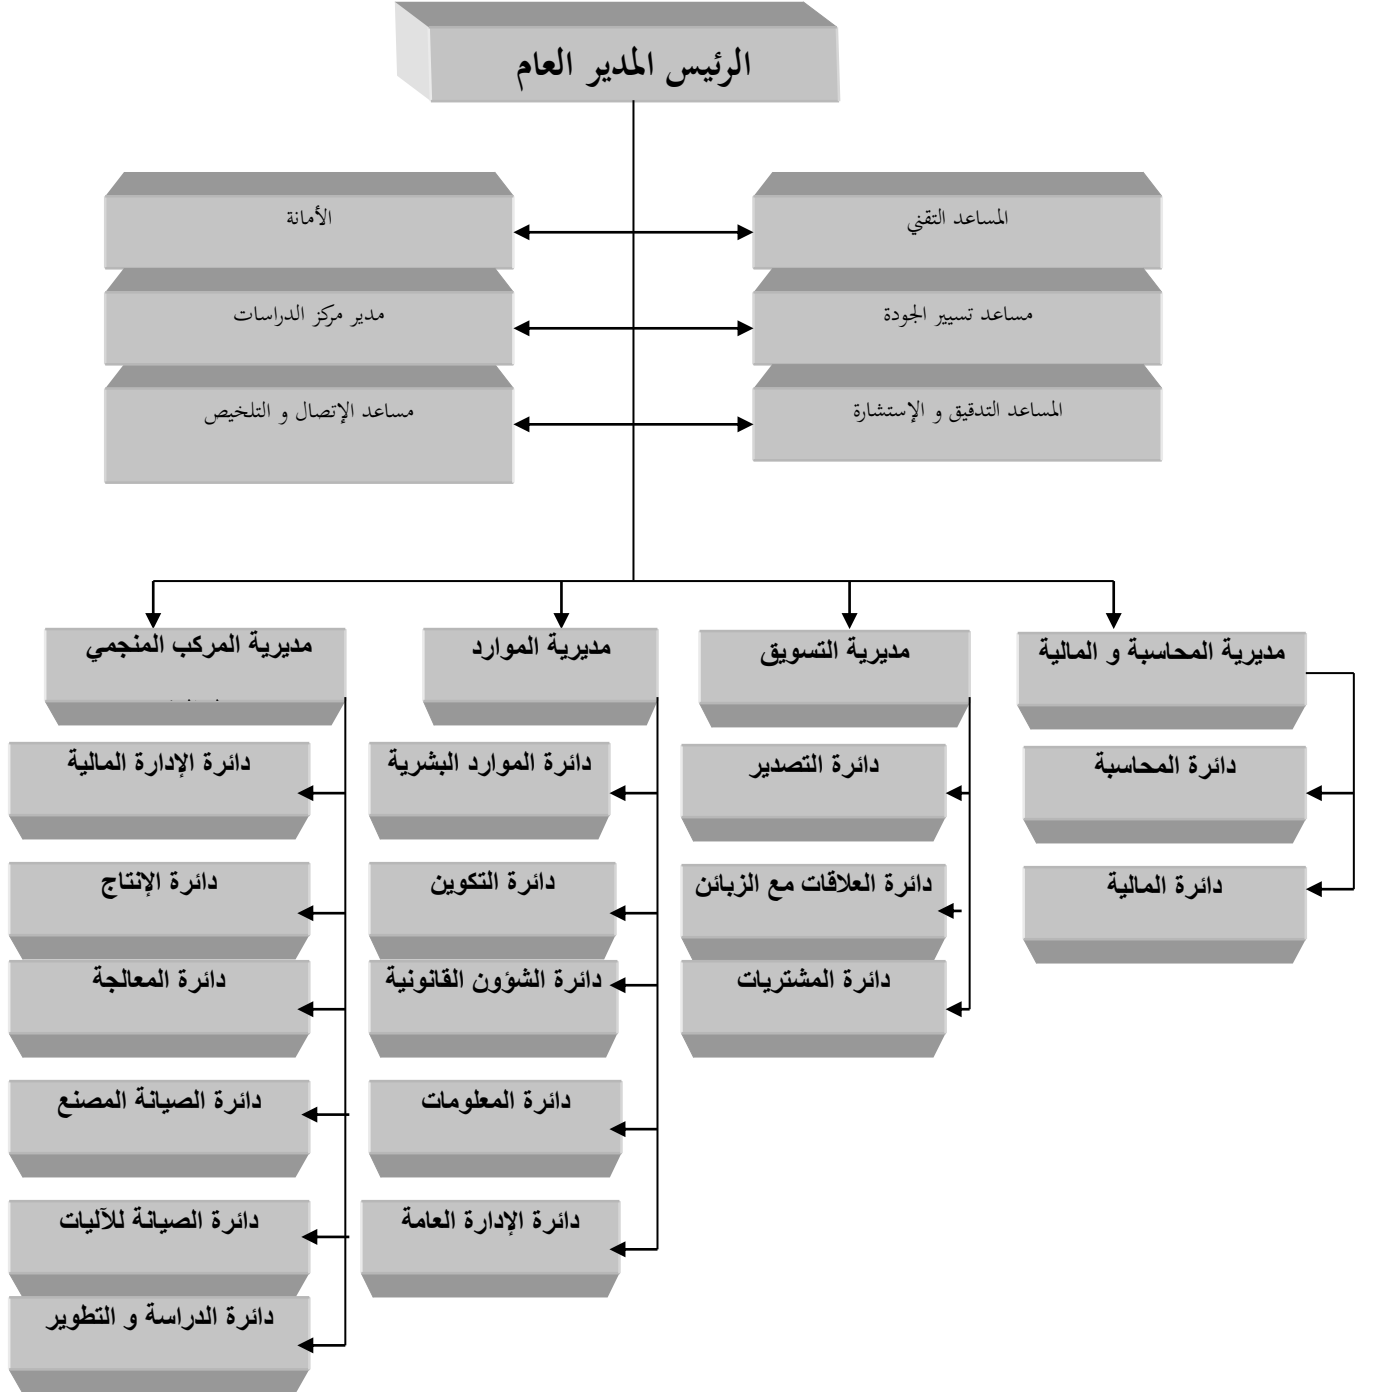 الرئيس المدير العام
المساعد التقني
الأمانة
مساعد تسيير الجودة
مدير مركز الدراسات
المساعد التدقيق و الإستشارة
مساعد الإتصال و التلخيص
مديرية المحاسبة و المالية
مديرية التسويق
مديرية الموارد
مديرية المركب المنجمي
دائرة المحاسبة
دائرة التصدير
دائرة الموارد البشرية
دائرة الإدارة المالية
دائرة المالية
دائرة العلاقات مع الزبائن
دائرة التكوين
دائرة الإنتاج
دائرة المشتريات
دائرة الشؤون القانونية
دائرة المعالجة
دائرة المعلومات
دائرة الصيانة المصنع
دائرة الإدارة العامة
دائرة الصيانة للآليات
دائرة الدراسة و التطوير